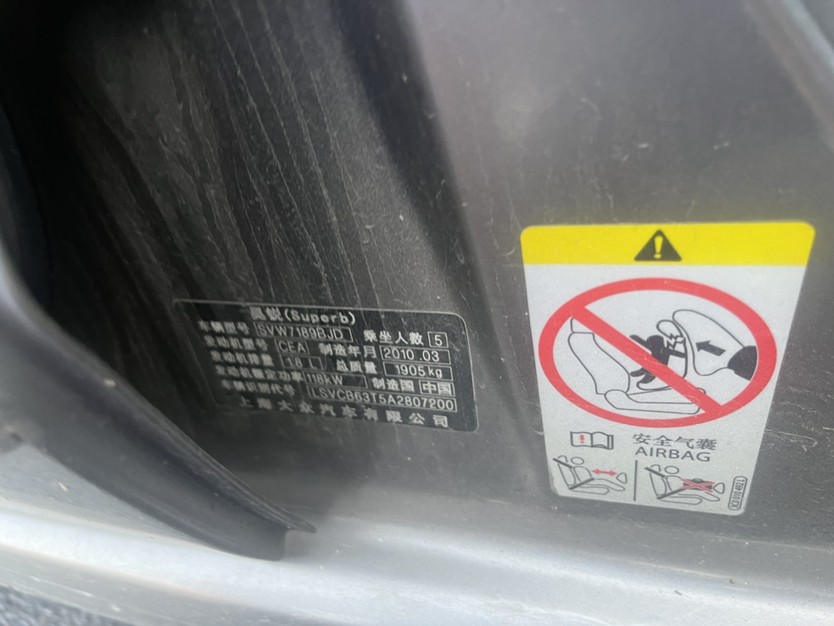 昊锐(Superb)
车辆型号 SVW7189BJD 乘坐人数 5
发动机型号 CEA 制造年月 2010.03
发动机排量 1.8 L 总质量 1905kg
发动机额定功率 118kW 制造国 中国
车辆识别代号 LSVCB63T5A2807200
上海大众汽车有限公司
安全气囊
AIRBAG